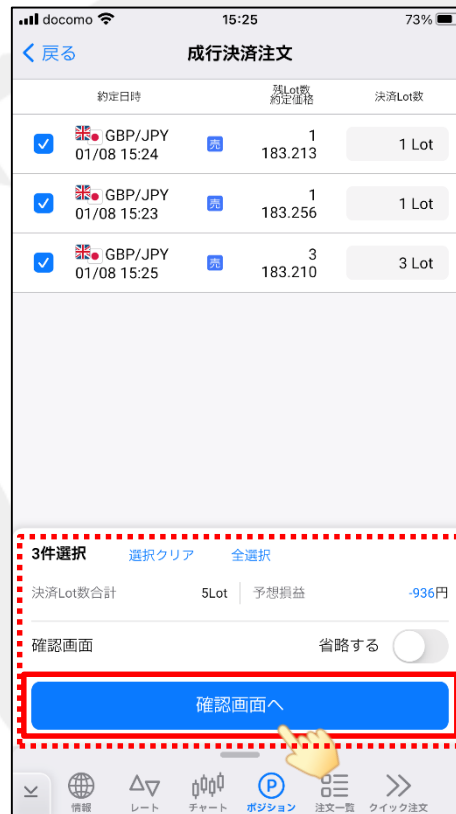 docomo 15:25 73%
戻る 成行決済注文
約定日時 残Lot数 決済Lot数
約定価格
GBP/JPY 売 1 1 Lot
01/08 15:24 183.213
GBP/JPY 売 1 1 Lot
01/08 15:23 183.256
GBP/JPY 売 3 3 Lot
01/08 15:25 183.210
3件選択 選択クリア 全選択
決済Lot数合計 5Lot 予想損益 -936円
確認画面 省略する
確認画面へ
P
情報 レート チャート ポジション 注文一覧 クイック注文